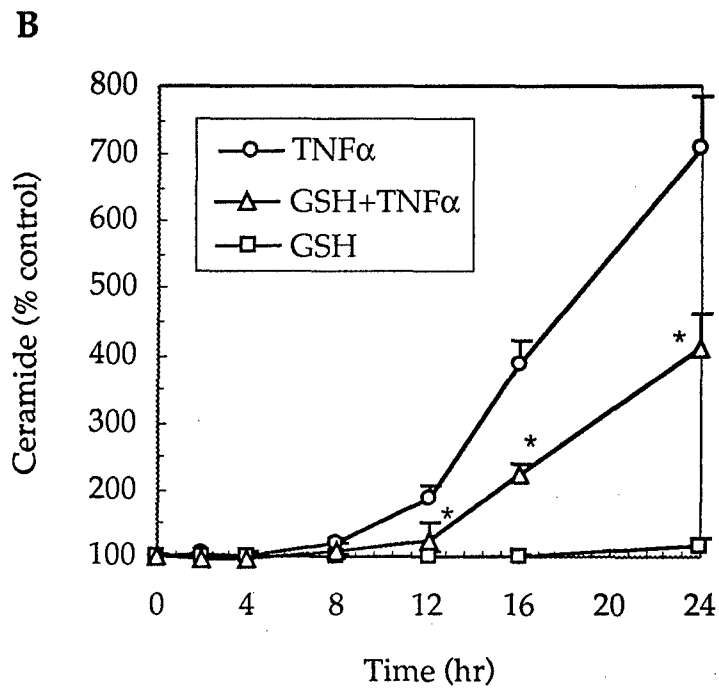 B
Ceramide (% control)
800
700
600
500
400
300
200
100
TNFα
GSH+TNFα
GSH
*
*
*
0 4 8 12 16 20 24
Time (hr)